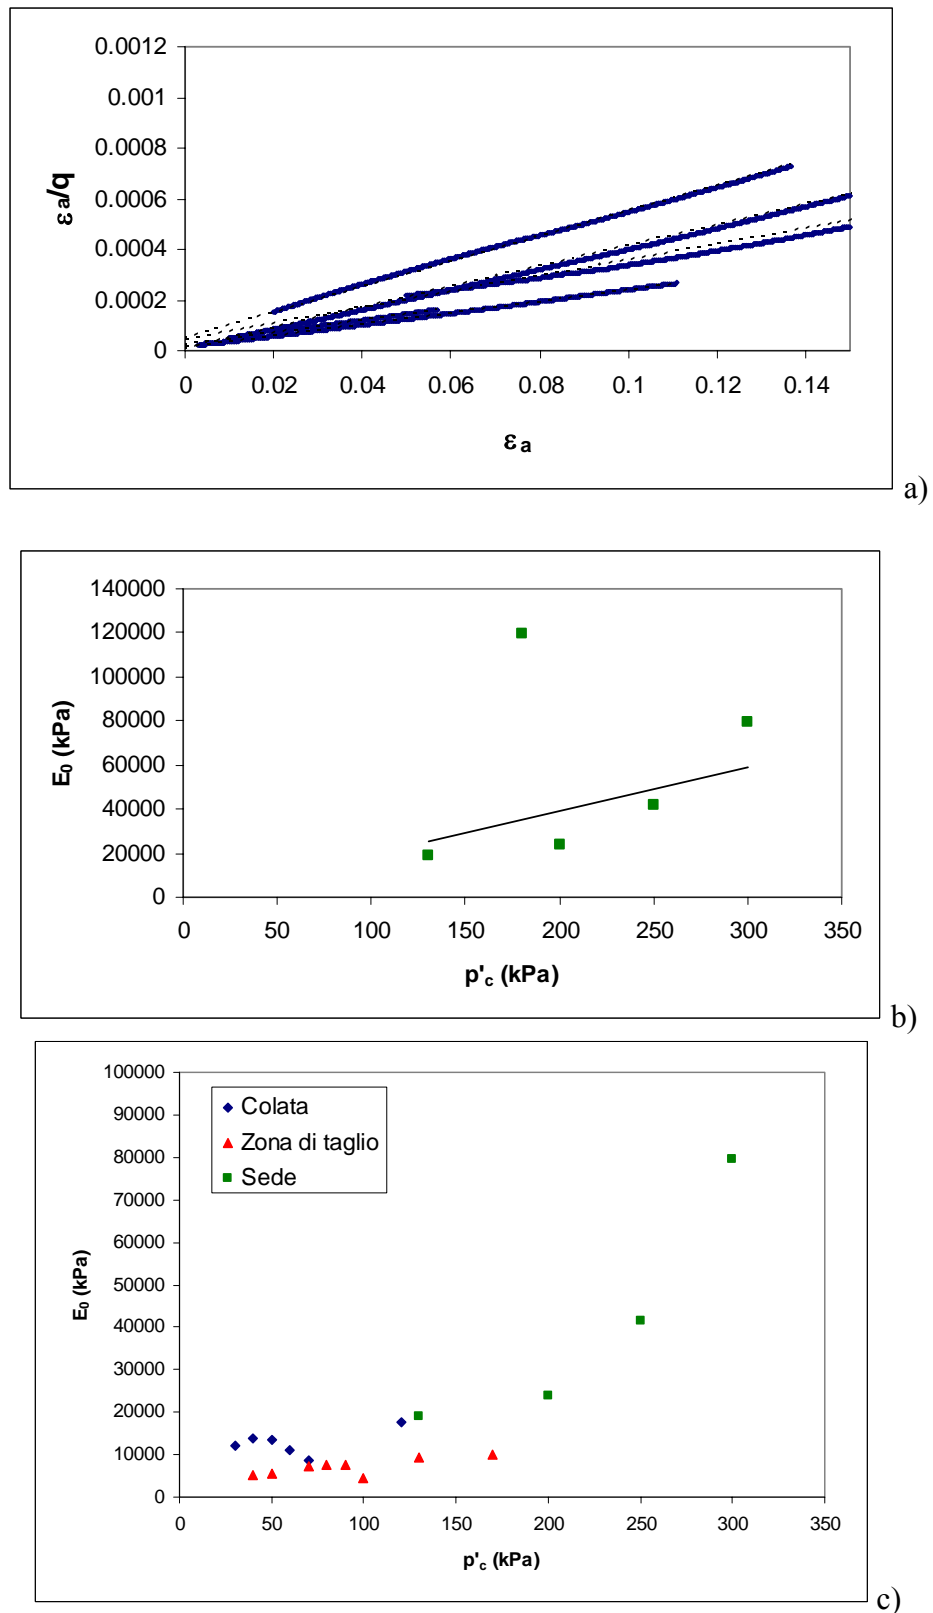 0.0012
0.001
0.0008
0.0006
0.0004
0.0002
0
εa/q
0 0.02 0.04 0.06 0.08 0.1 0.12 0.14
εa
a)
140000
120000
100000
80000
60000
40000
20000
0
E0 (kPa)
0 50 100 150 200 250 300 350
p'c (kPa)
b)
100000
90000
80000
70000
60000
50000
40000
30000
20000
10000
0
E0 (kPa)
Colata
Zona di taglio
Sede
0 50 100 150 200 250 300 350
p'c (kPa)
c)